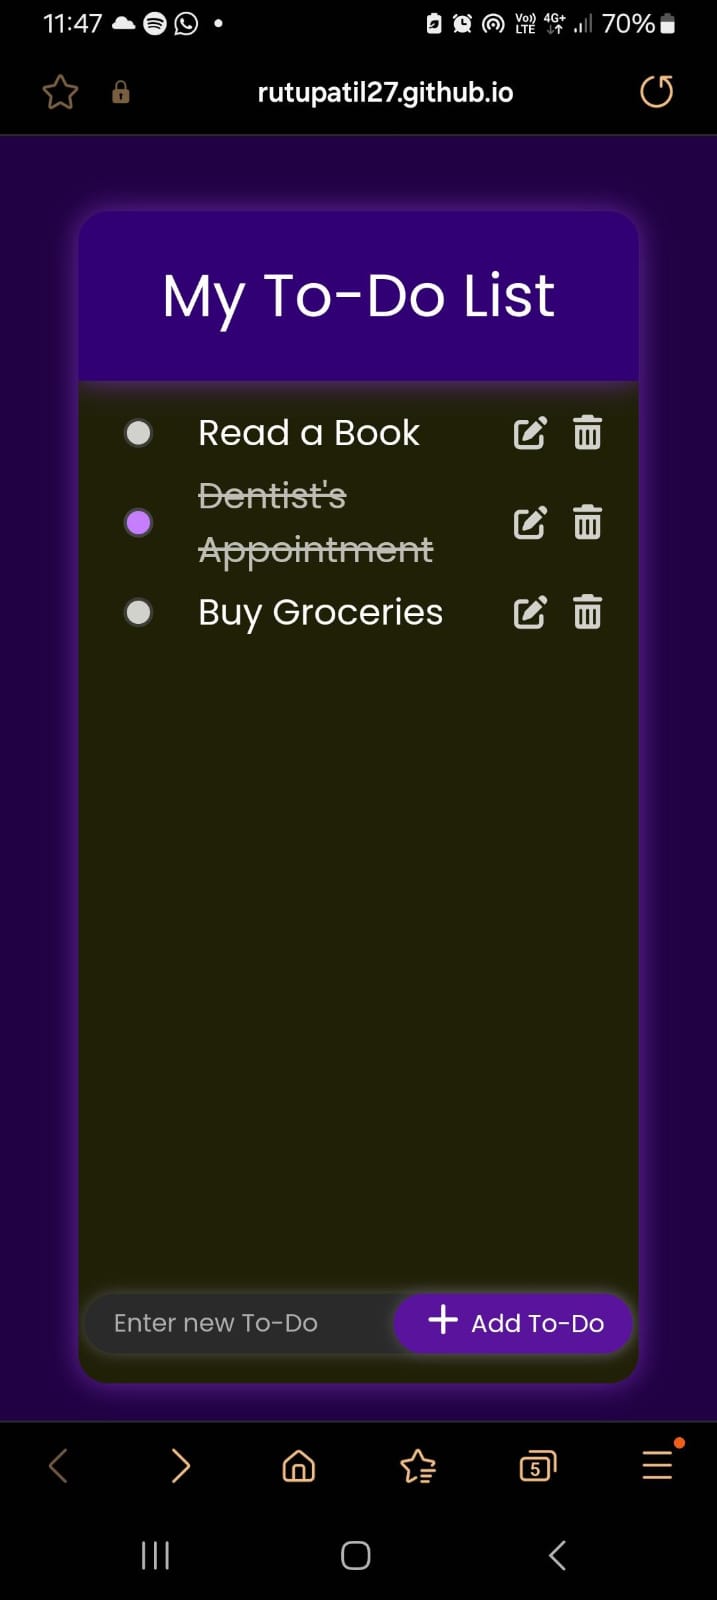 11:47
Vo)) 4G+ 70%
LTE
rutupatil27.github.io
My To-Do List
Read a Book
Dentist's
Appointment
Buy Groceries
Enter new To-Do
Add To-Do
5